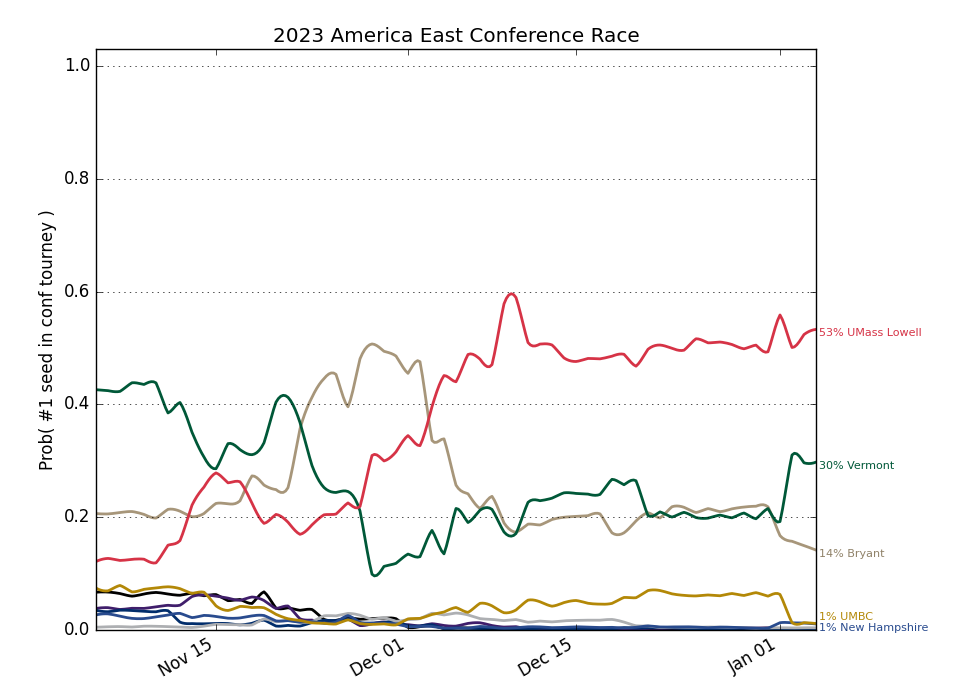 2023 America East Conference Race
Prob( #1 seed in conf tourney )
1.0
0.8
0.6
0.4
0.2
0.0
Nov 15
Dec 01
Dec 15
Jan 01
53% UMass Lowell
30% Vermont
14% Bryant
1% UMBC
1% New Hampshire